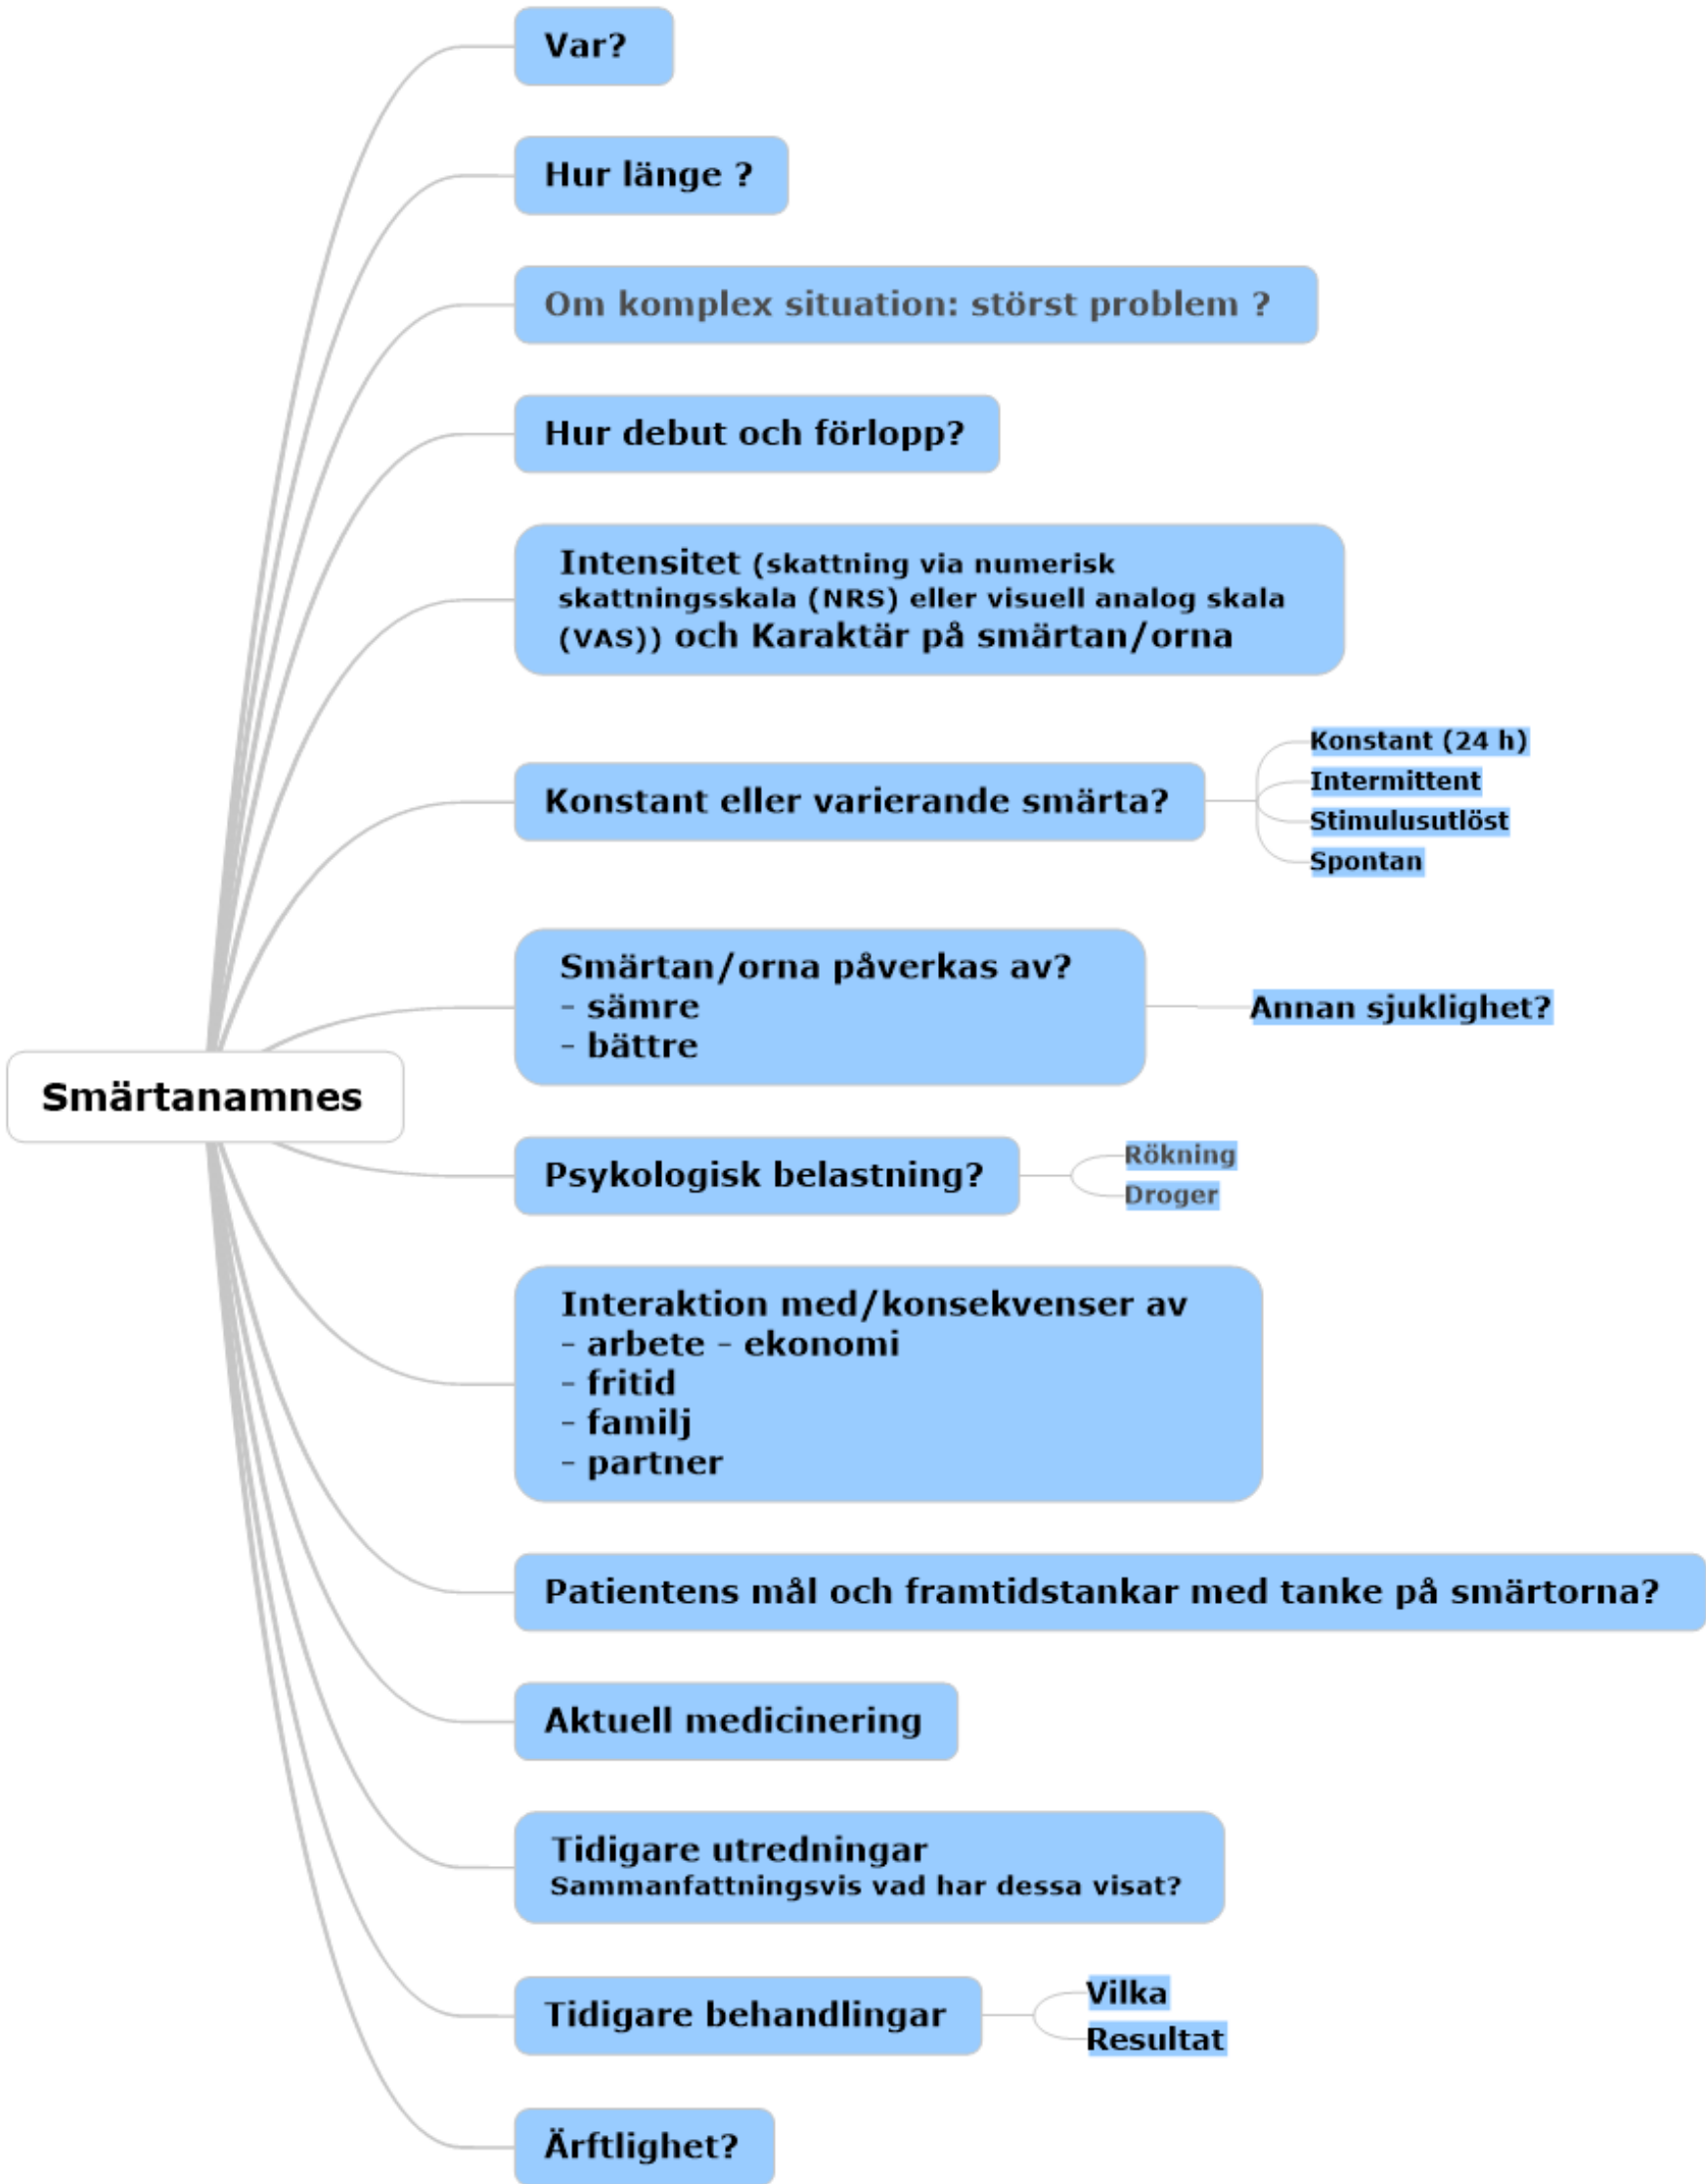 Var?
Hur länge ?
Om komplex situation: störst problem ?
Hur debut och förlopp?
Intensitet (skattning via numerisk
skattningsskala (NRS) eller visuell analog skala
(VAS)) och Karaktär på smärtan/orna
Konstant eller varierande smärta?
Konstant (24 h)
Intermittent
Stimulusutlöst
Spontan
Smärtan/orna påverkas av?
- sämre
- bättre
Annan sjuklighet?
Smärtanamnes
Psykologisk belastning?
Rökning
Droger
Interaktion med/konsekvenser av
- arbete - ekonomi
- fritid
- familj
- partner
Patientens mål och framtidstankar med tanke på smärtorna?
Aktuell medicinering
Tidigare utredningar
Sammanfattningsvis vad har dessa visat?
Tidigare behandlingar
Vilka
Resultat
Ärftlighet?